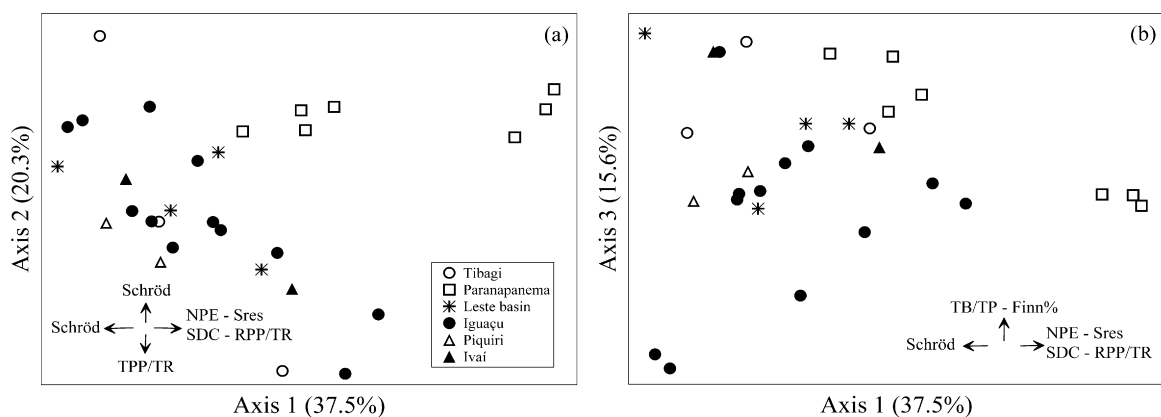 (a)
Axis 2 (20.3%)
Schröd
Schröd
NPE - Sres
SDC - RPP/TR
TPP/TR
Tibagi
Paranapanema
Leste basin
Iguaçu
Piquiri
Ivaí
Axis 1 (37.5%)
(b)
Axis 3 (15.6%)
TB/TP - Finn%
Schröd
NPE - Sres
SDC - RPP/TR
Axis 1 (37.5%)